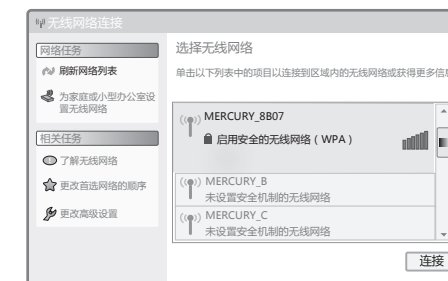 无线网络连接
网络任务
刷新网络列表
为家庭或小型办公室设
置无线网络
相关任务
了解无线网络
更改首选网络的顺序
更改高级设置
选择无线网络
单击以下列表中的项目以连接到区域内的无线网络或获得更多信息
MERCURY_8B07
启用安全的无线网络（WPA）
MERCURY_B
未设置安全机制的无线网络
MERCURY_C
未设置安全机制的无线网络
连接